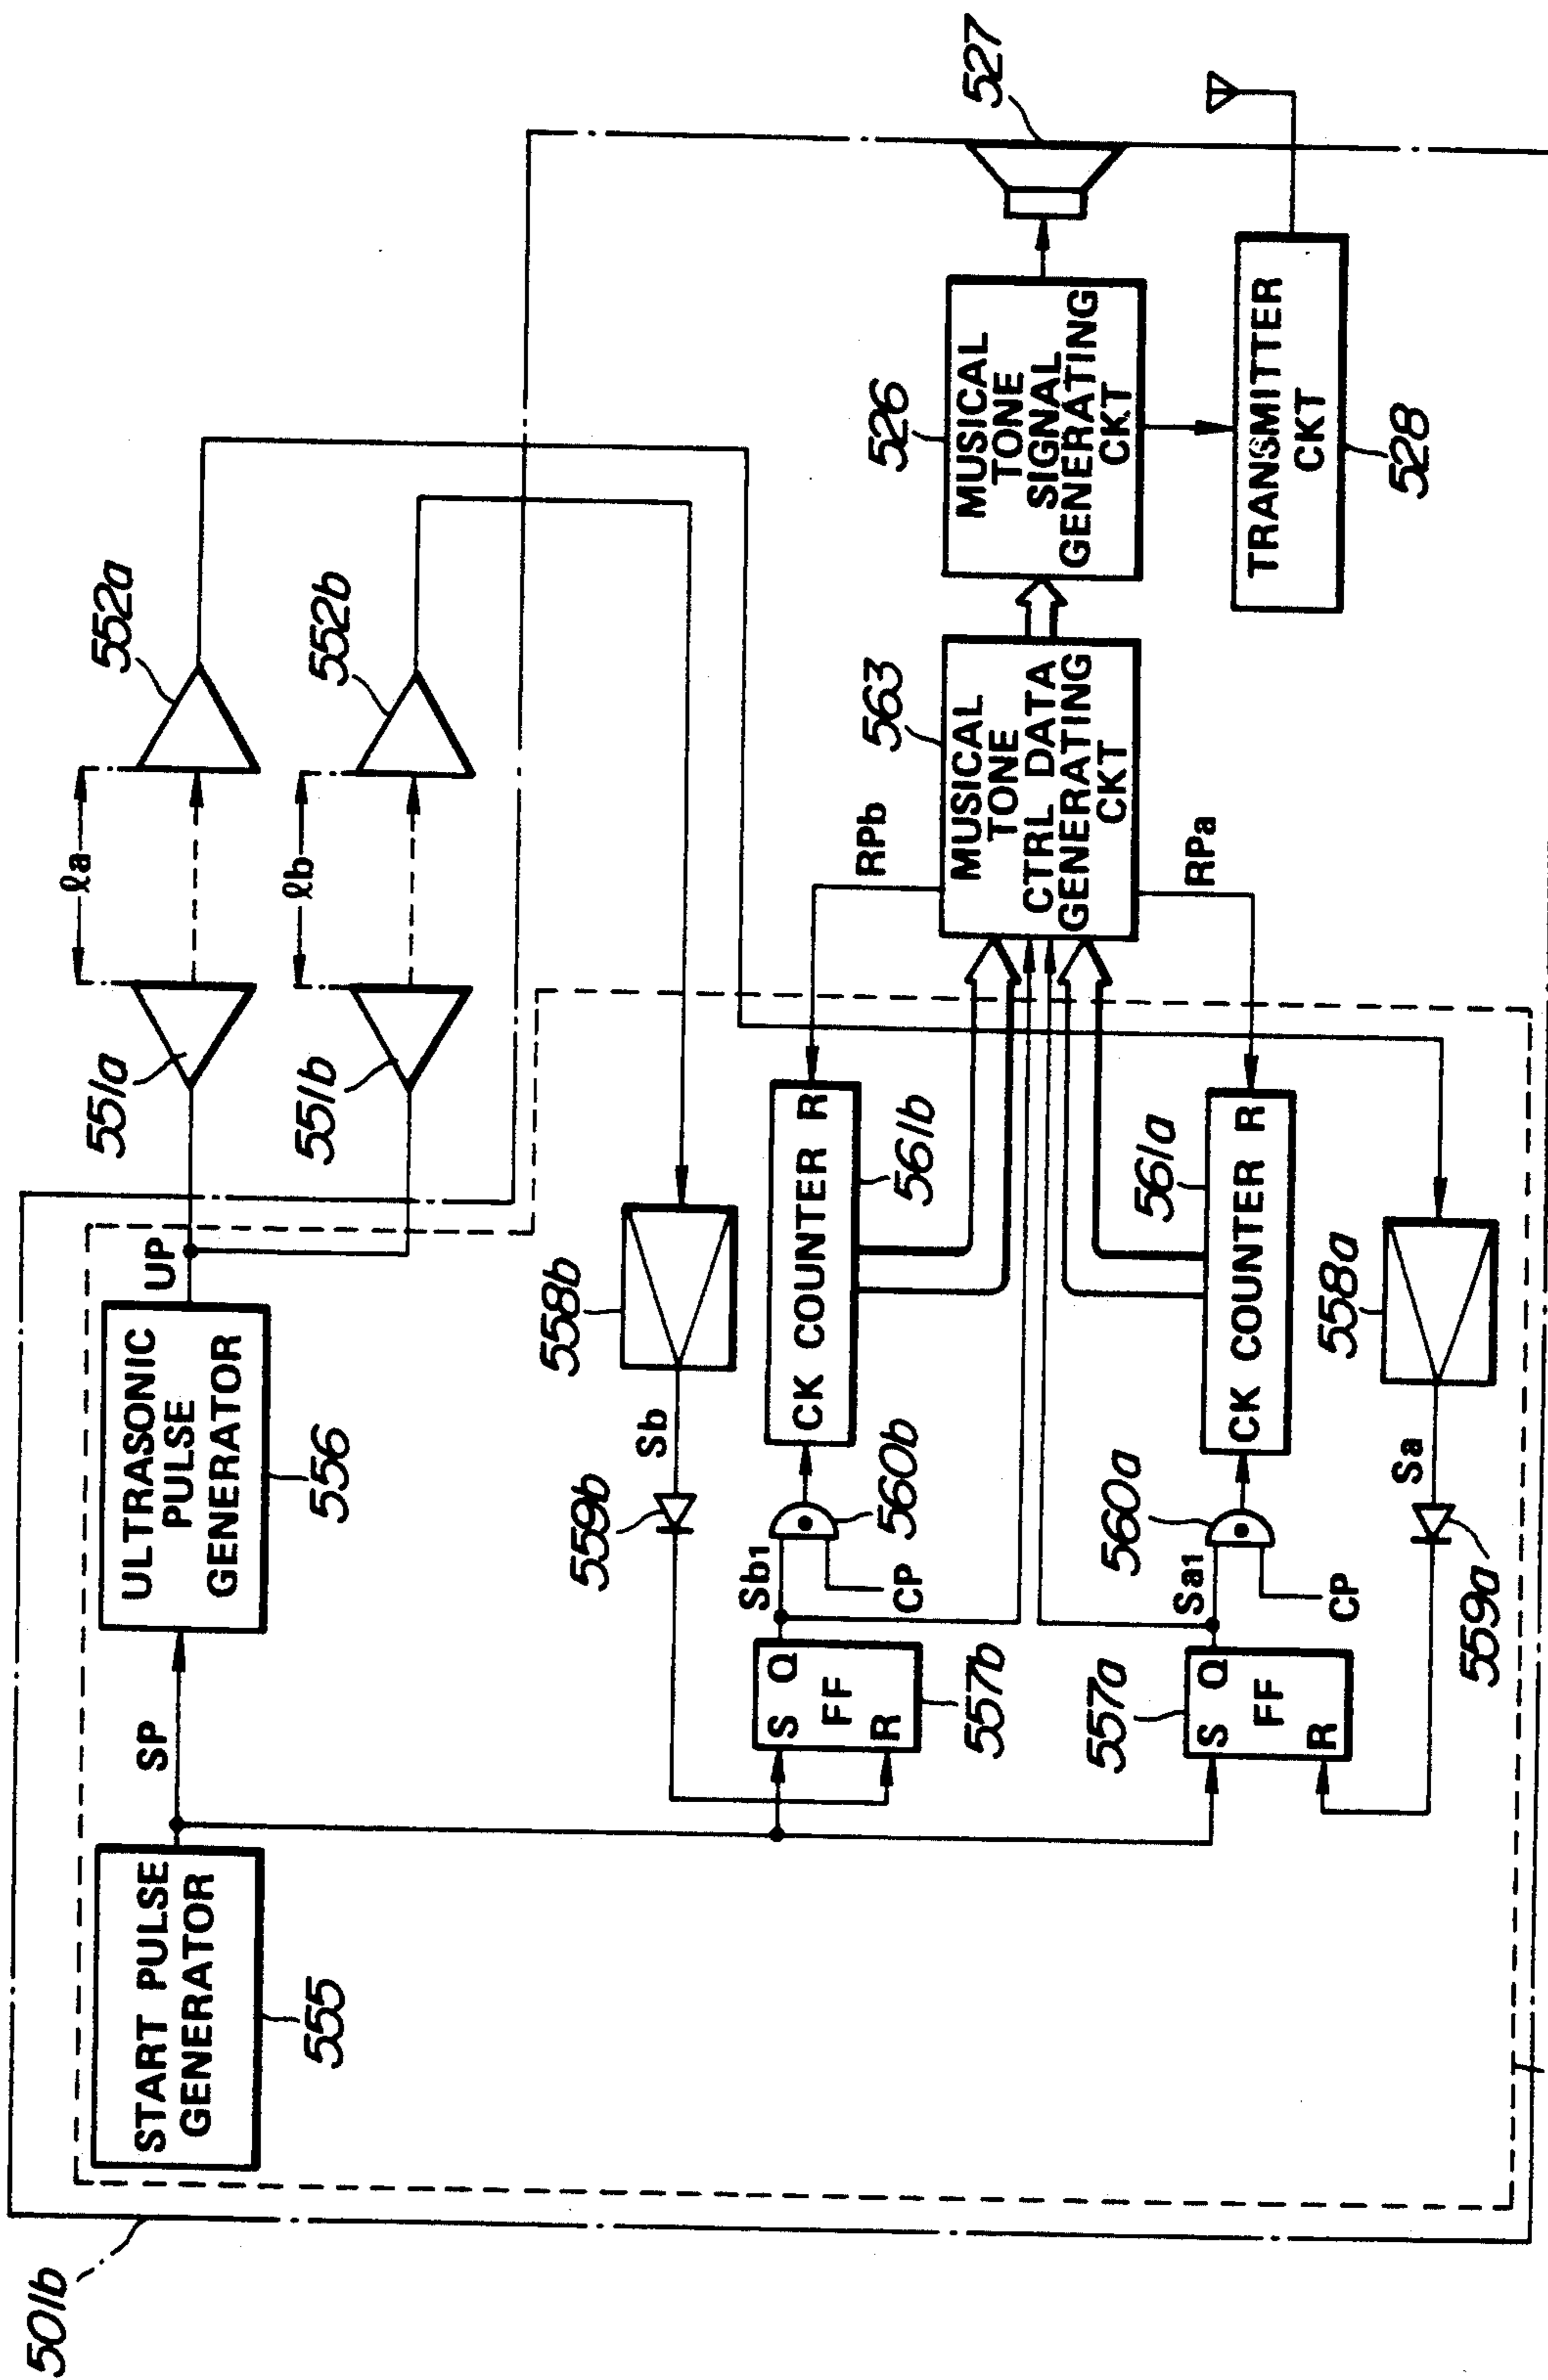 501b
START PULSE
GENERATOR
555
SP
ULTRASONIC
PULSE
GENERATOR
556
UP
551a
551b
ℓa
ℓb
552a
552b
558b
Sb
559b
S Q
FF
R
557b
Sb1
CP
560b
CK COUNTER R
561b
RPb
S Q
FF
R
557a
Sa1
CP
560a
CK COUNTER R
561a
RPa
558a
Sa
559a
MUSICAL
TONE
CTRL DATA
GENERATING
CKT
563
MUSICAL
TONE
SIGNAL
GENERATING
CKT
526
527
TRANSMITTER
CKT
528